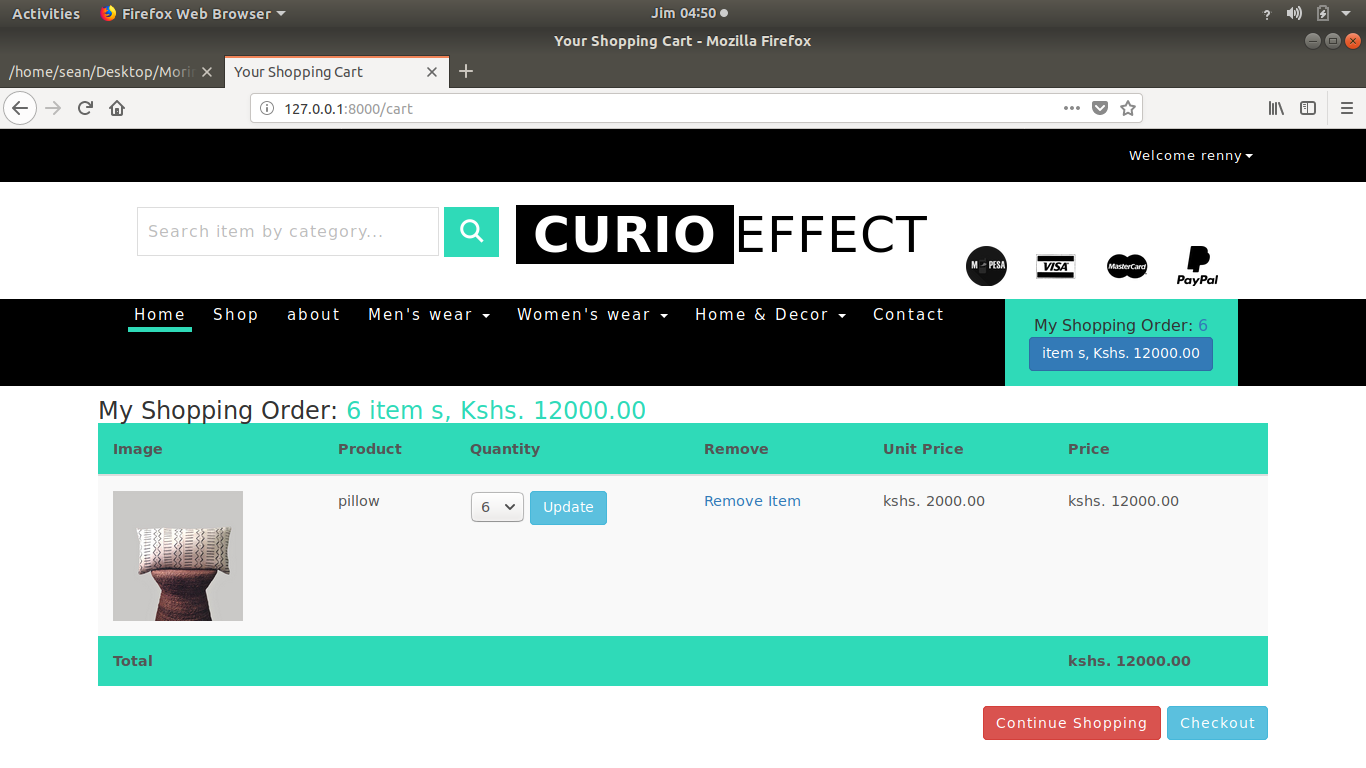 Activities Firefox Web Browser Jim 04:50 ?
Your Shopping Cart - Mozilla Firefox
/home/sean/Desktop/Morin Your Shopping Cart
127.0.0.1:8000/cart
Welcome renny
Search item by category...
CURIO EFFECT
M PESA VISA MasterCard PayPal
Home Shop about Men's wear Women's wear Home & Decor Contact
My Shopping Order: 6
item s, Kshs. 12000.00
My Shopping Order: 6 item s, Kshs. 12000.00
Image Product Quantity Remove Unit Price Price
pillow 6 Update Remove Item kshs. 2000.00 kshs. 12000.00
Total kshs. 12000.00
Continue Shopping Checkout